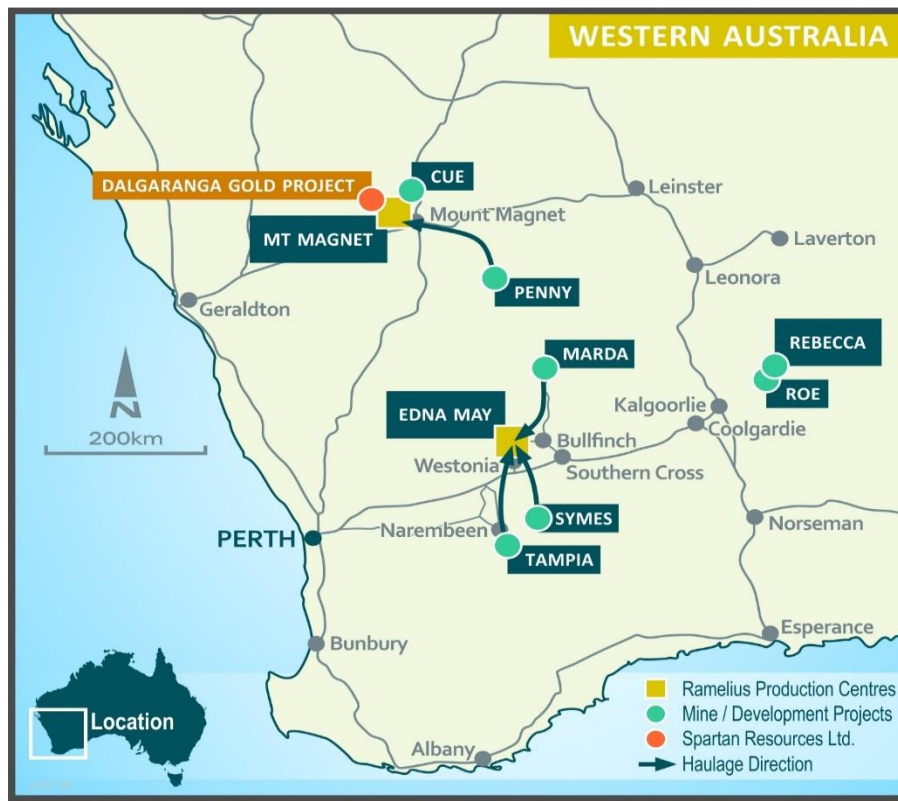 WESTERN AUSTRALIA
DALGARANGA GOLD PROJECT
CUE
Mount Magnet
MT MAGNET
Leinster
Laverton
Leonora
PENNY
Geraldton
MARDA
REBECCA
ROE
N
200km
EDNA MAY
Kalgoorlie
Coolgardie
Bullfinch
Westonia
Southern Cross
SYMES
Narembeen
Norseman
PERTH
TAMPIA
Bunbury
Esperance
Albany
Location
Ramelius Production Centres
Mine / Development Projects
Spartan Resources Ltd.
Haulage Direction